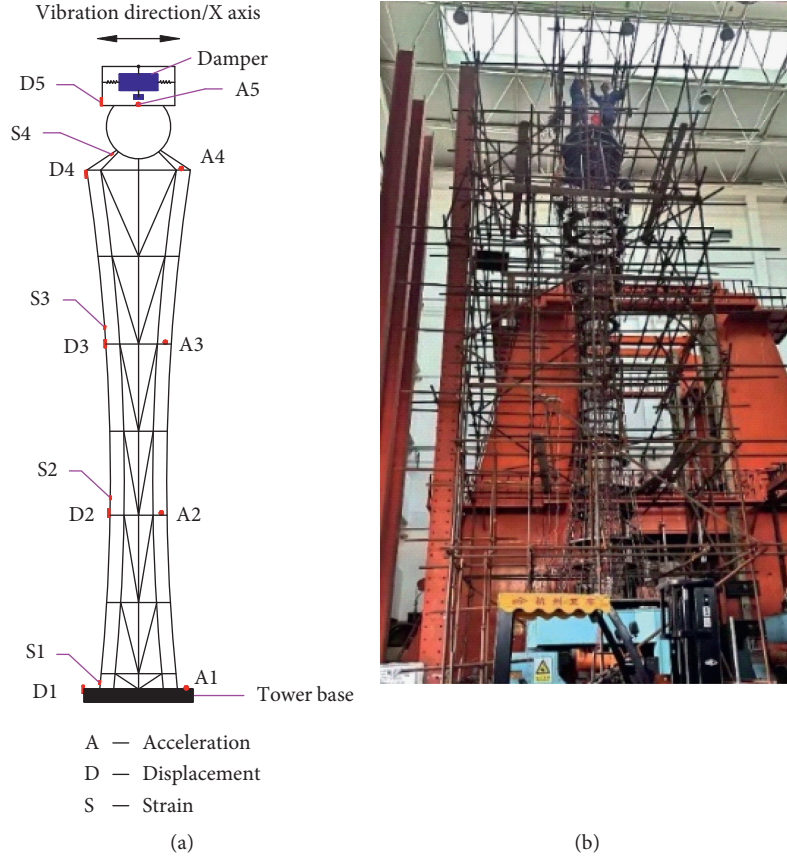 Vibration direction/X axis
Damper
D5
A5
S4
D4
A4
S3
D3
A3
S2
D2
A2
S1
D1
A1
Tower base
A — Acceleration
D — Displacement
S — Strain
(a)
(b)